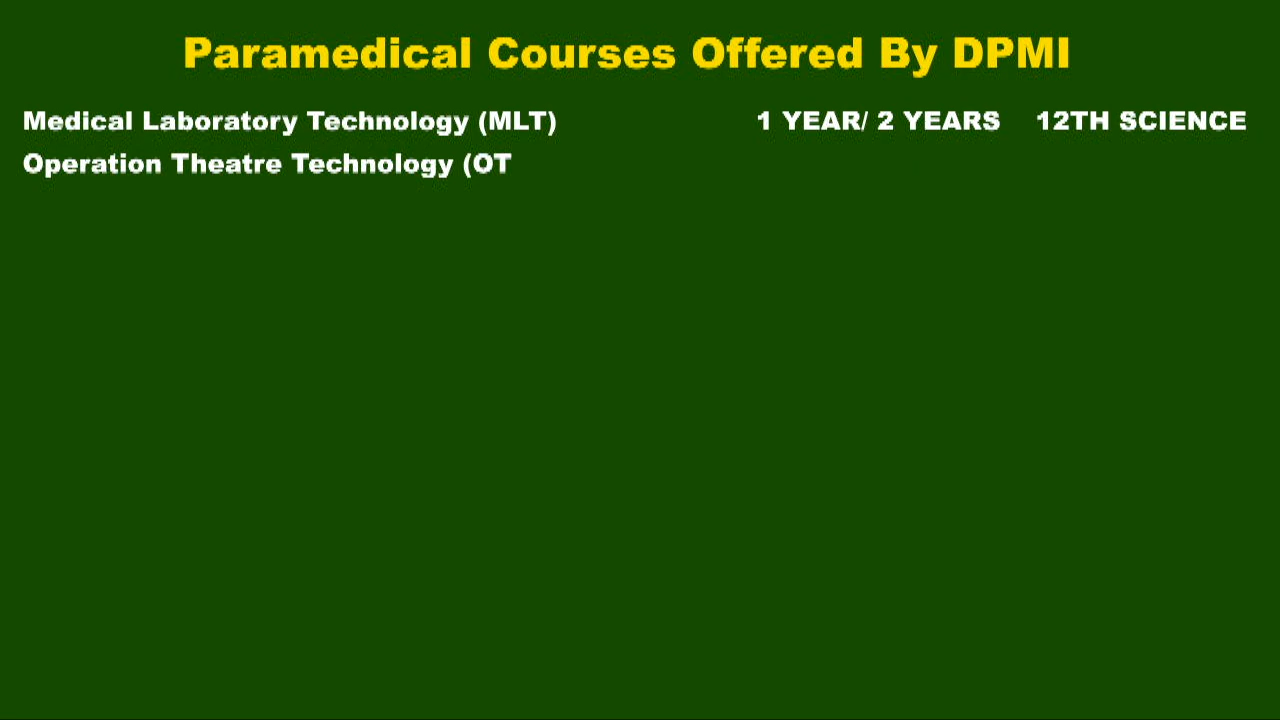 Paramedical Courses Offered By DPMI
Medical Laboratory Technology (MLT) 1 YEAR/ 2 YEARS 12TH SCIENCE
Operation Theatre Technology (OT